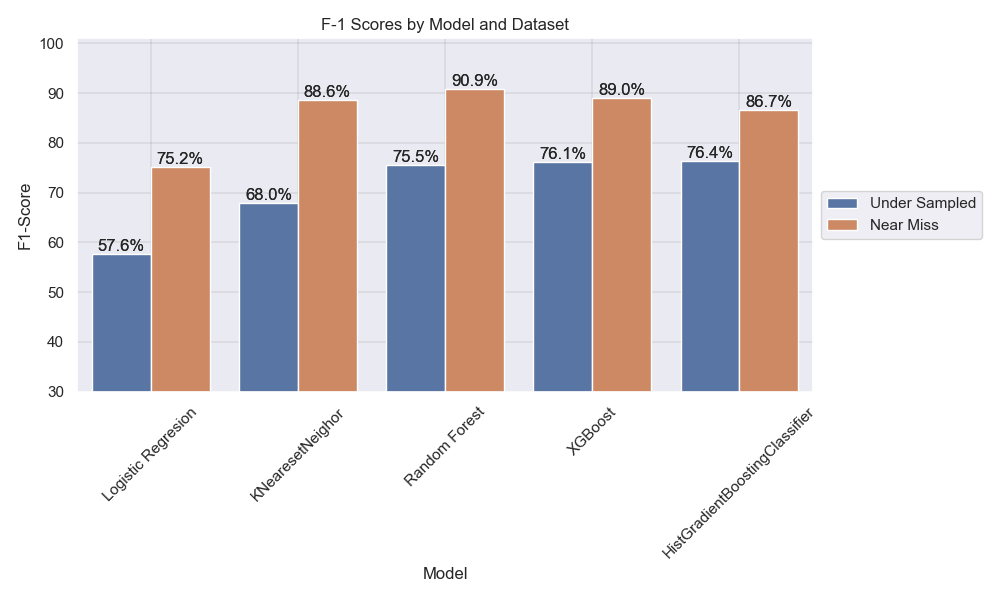 F-1 Scores by Model and Dataset
100
90
80
70
60
50
40
30
F1-Score
57.6%
75.2%
68.0%
88.6%
75.5%
90.9%
76.1%
89.0%
76.4%
86.7%
Under Sampled
Near Miss
Logistic Regresion
KNearesetNeighor
Random Forest
XGBoost
HistGradientBoostingClassifier
Model